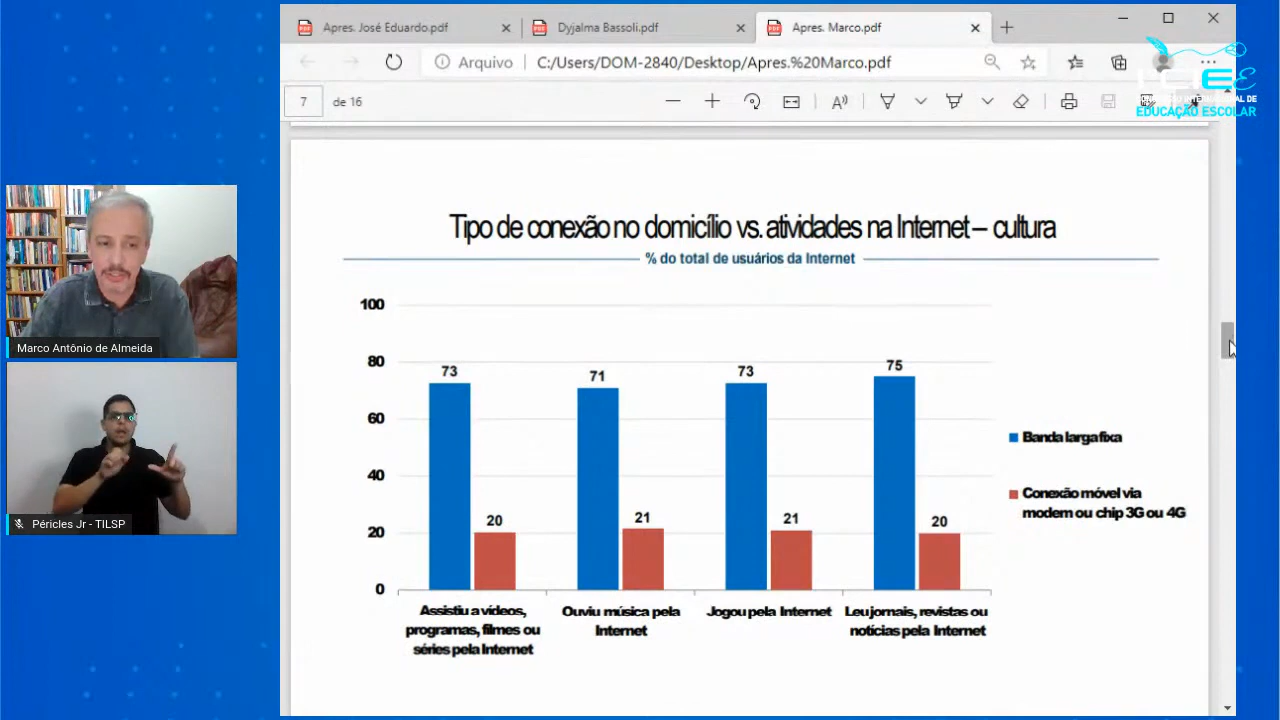 Apres. José Eduardo.pdf
Dyjalma Bassoli.pdf
Apres. Marco.pdf
Arquivo
C:/Users/DOM-2840/Desktop/Apres.%20Marco.pdf
7
de 16
EDUCAÇÃO ESCOLAR
Tipo de conexão no domicílio vs. atividades na Internet – cultura
% do total de usuários da Internet
100
80
60
40
20
0
73
20
71
21
73
21
75
20
Assistiu a vídeos,
programas, filmes ou
séries pela Internet
Ouviu música pela
Internet
Jogou pela Internet
Leu jornais, revistas ou
notícias pela Internet
Banda larga fixa
Conexão móvel via
modem ou chip 3G ou 4G
Marco Antônio de Almeida
Péricles Jr - TILSP